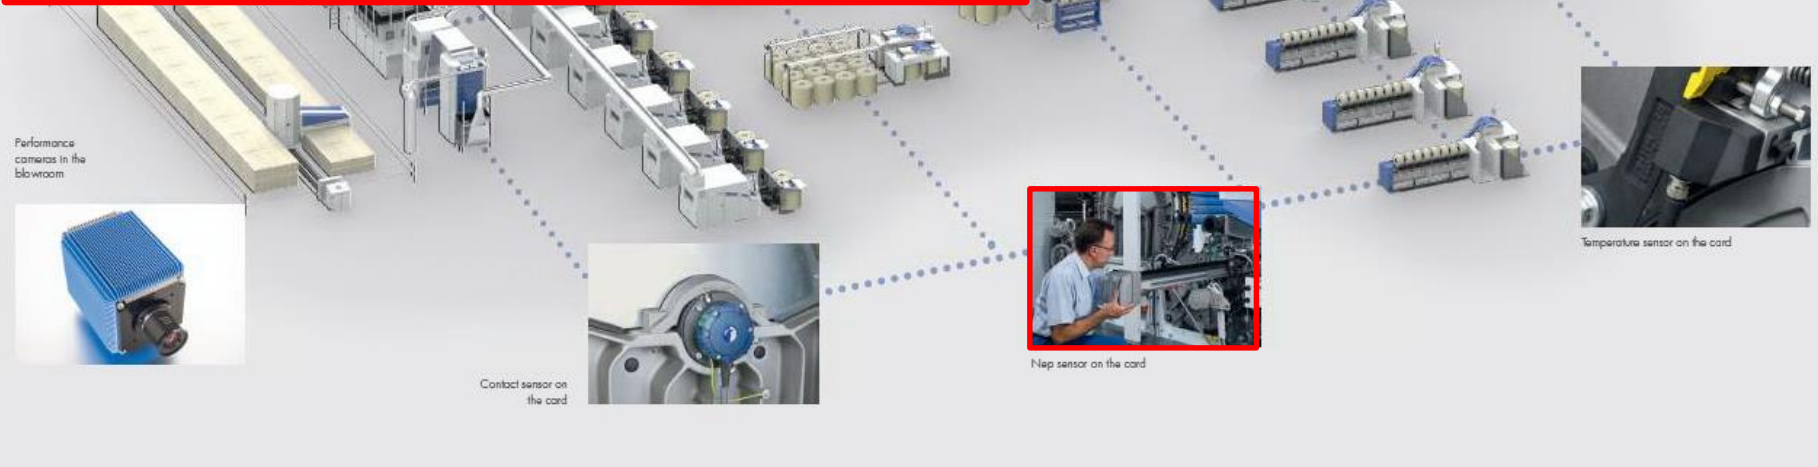 Performance
cameras in the
blowroom
Contact sensor on
the card
Nep sensor on the card
Temperature sensor on the card